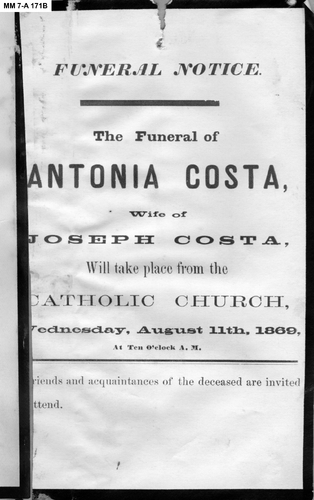 MM 7-A 171B
FUNERAL NOTICE.
The Funeral of
ANTONIA COSTA,
Wife of
JOSEPH COSTA,
Will take place from the
CATHOLIC CHURCH,
Wednesday, August 11th, 1869,
At Ten O'clock A. M.
riends and acquaintances of the deceased are invited
ttend.